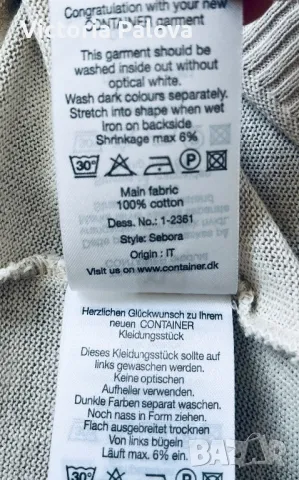 Victoria Palova
Congratulation with your new
CONTAINER garment
This garment should be
washed inside out without
optical white.
Wash dark colours separately.
Stretch into shape when wet
Iron on backside
Shrinkage max 6%
30°
P
Main fabric
100% cotton
Dess. No.: 1-2361
Style: Sebora
Origin : IT
Visit us on www.container.dk
Herzlichen Glückwunsch zu Ihrem
neuen CONTAINER
Kleidungsstück
Dieses Kleidungsstück sollte auf
links gewaschen werden.
Keine optischen
Aufheller verwenden.
Dunkle Farben separat waschen.
Noch nass in Form ziehen.
Flach ausgebreitet trocknen
Von links bügeln
Läuft max. 6% ein.
30°
P
BAZAR